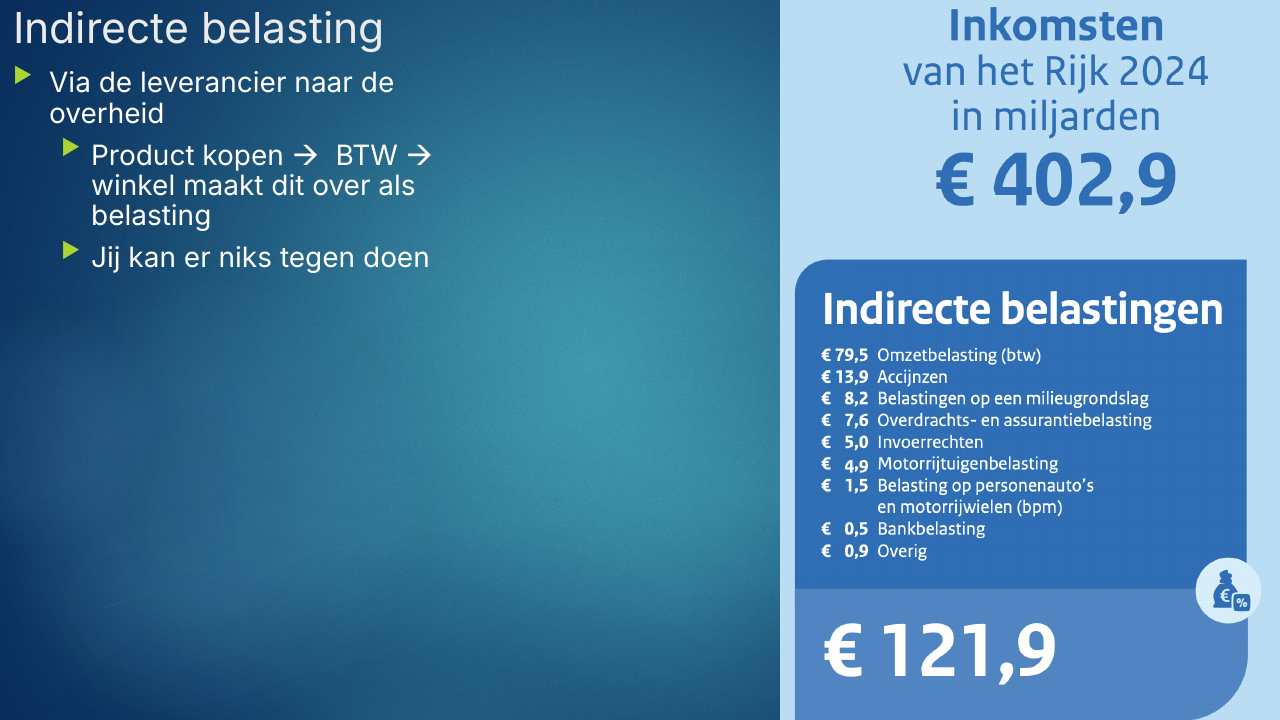 Indirecte belasting
Via de leverancier naar de
overheid
Product kopen → BTW →
winkel maakt dit over als
belasting
Jij kan er niks tegen doen
Inkomsten
van het Rijk 2024
in miljarden
€ 402,9
Indirecte belastingen
€ 79,5 Omzetbelasting (btw)
€ 13,9 Accijnzen
€ 8,2 Belastingen op een milieugrondslag
€ 7,6 Overdrachts- en assurantiebelasting
€ 5,0 Invoerrechten
€ 4,9 Motorrijtuigenbelasting
€ 1,5 Belasting op personenauto's
en motorrijwielen (bpm)
€ 0,5 Bankbelasting
€ 0,9 Overig
€ %
€ 121,9